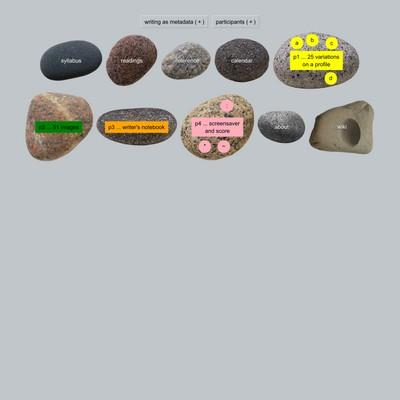 writing as metadata ( + )
participants ( + )
syllabus
readings
reference
calendar
a
b
c
p1 ... 25 variations
on a profile
d
p2 ... 51 images
p3 ... writer's notebook
p4 ... screensaver
and score
*
~
about
wiki